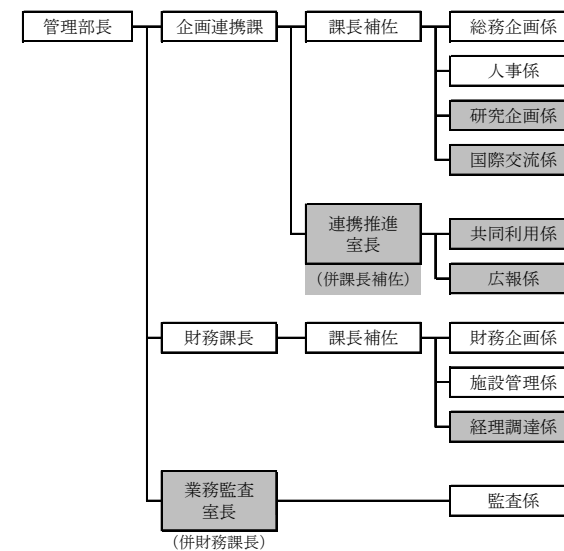 管理部長
企画連携課
課長補佐
総務企画係
人事係
研究企画係
国際交流係
連携推進
室長
(併課長補佐)
共同利用係
広報係
財務課長
課長補佐
財務企画係
施設管理係
経理調達係
業務監査
室長
(併財務課長)
監査係